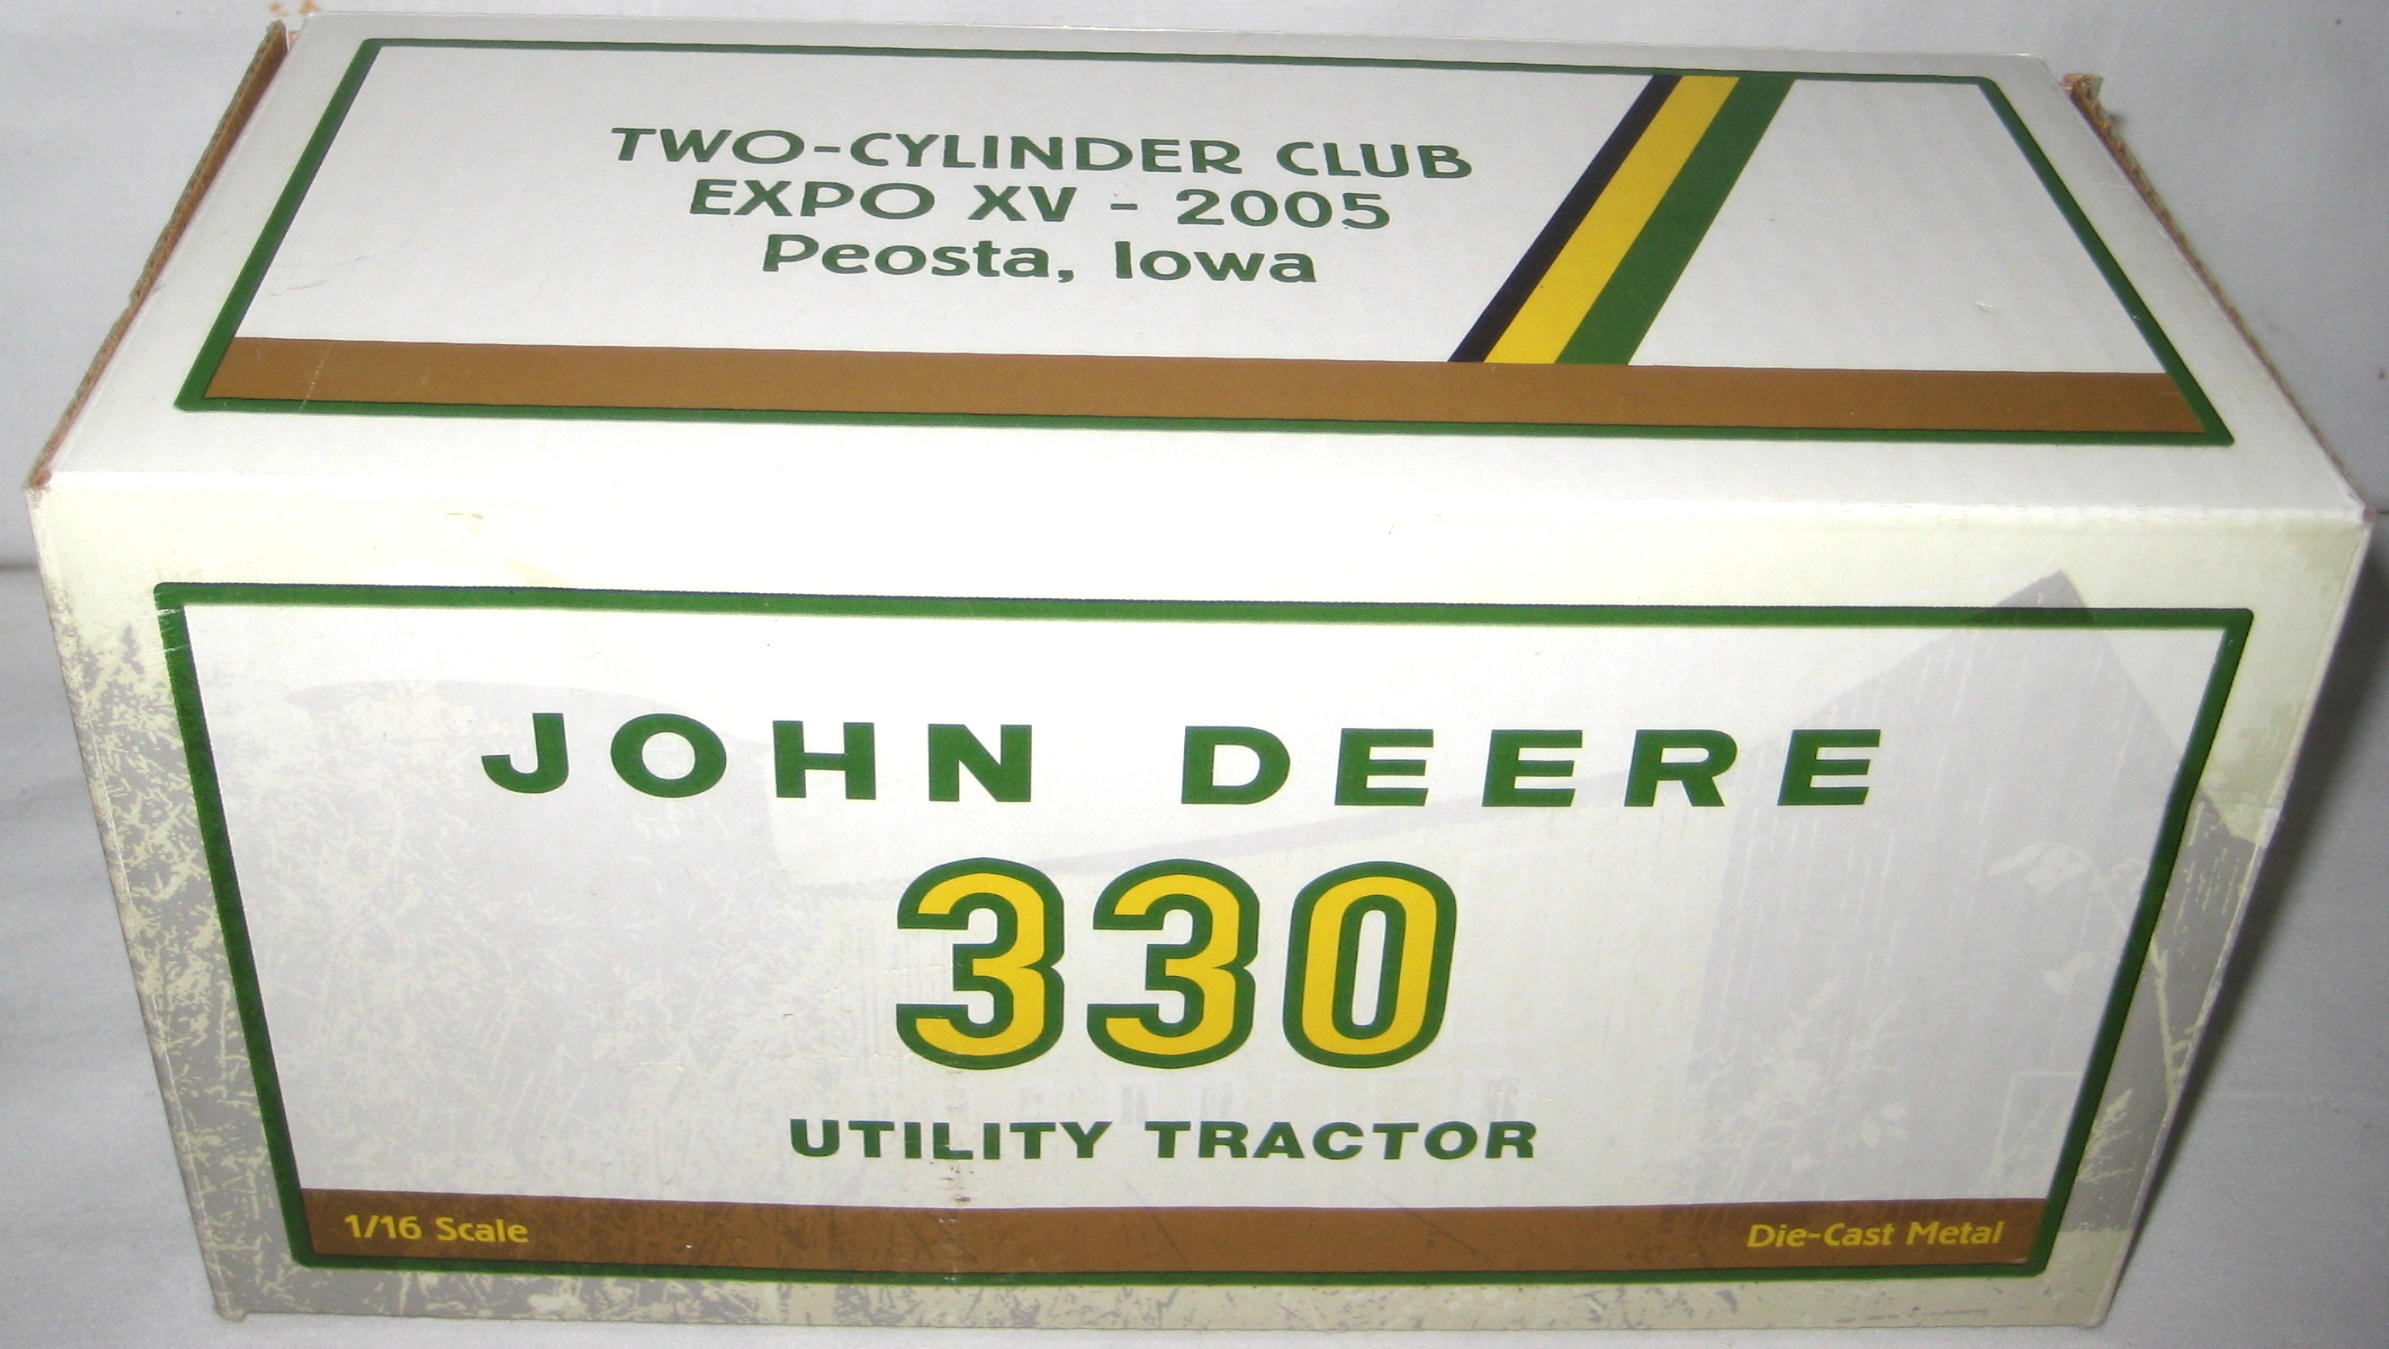 TWO-CYLINDER CLUB
EXPO XV - 2005
Peosta, Iowa
JOHN DEERE
330
UTILITY TRACTOR
1/16 Scale
Die-Cast Metal